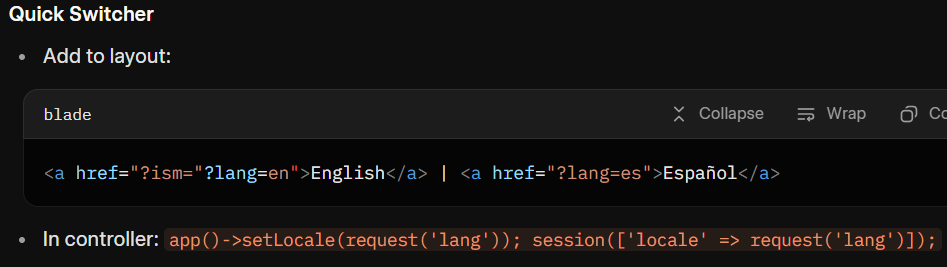 Quick Switcher
Add to layout:
blade Collapse Wrap
<a href="?ism="?lang=en">English</a> | <a href="?lang=es">Español</a>
In controller: app()->setLocale(request('lang')); session(['locale' => request('lang')]);